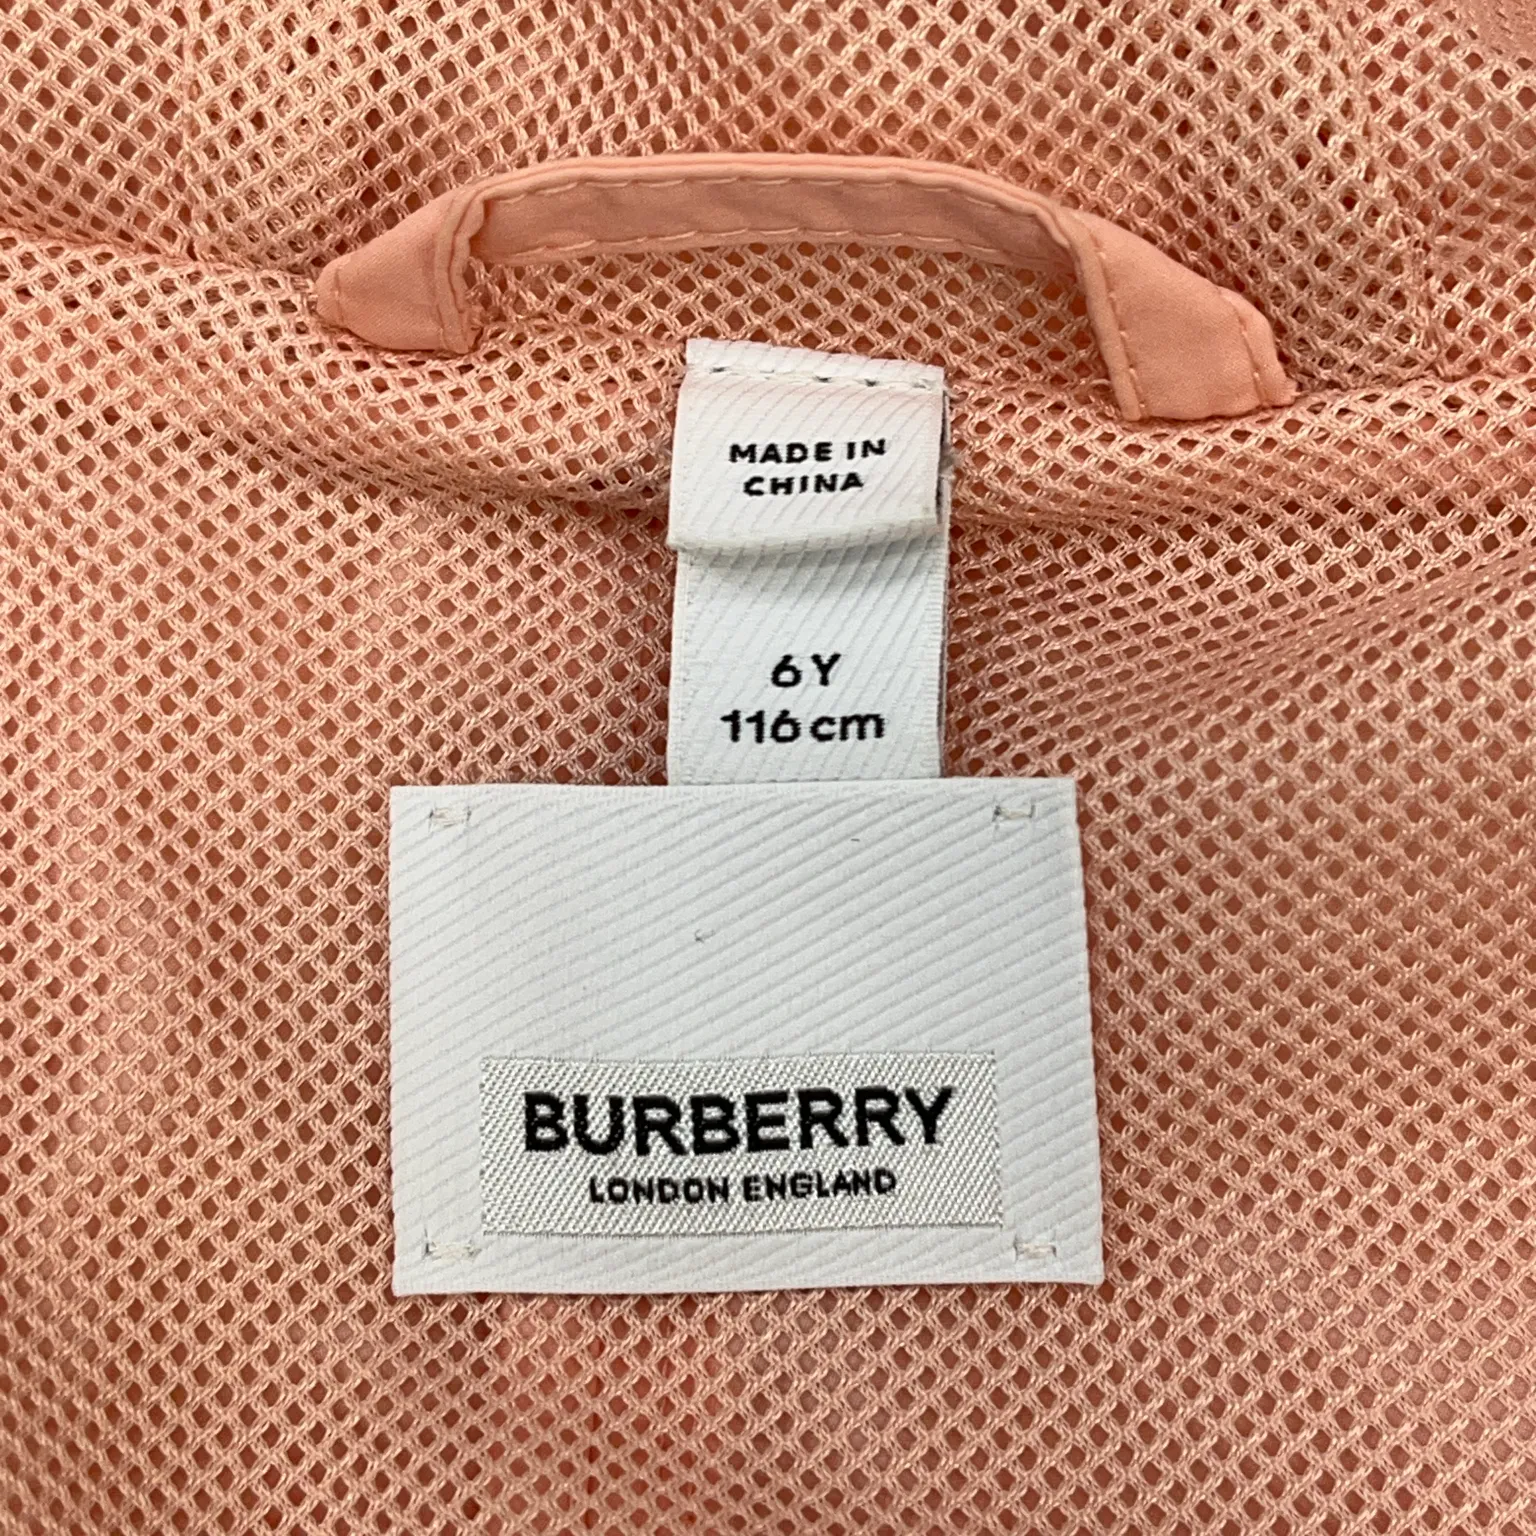 MADE IN
CHINA
6Y
116 cm
BURBERRY
LONDON ENGLAND